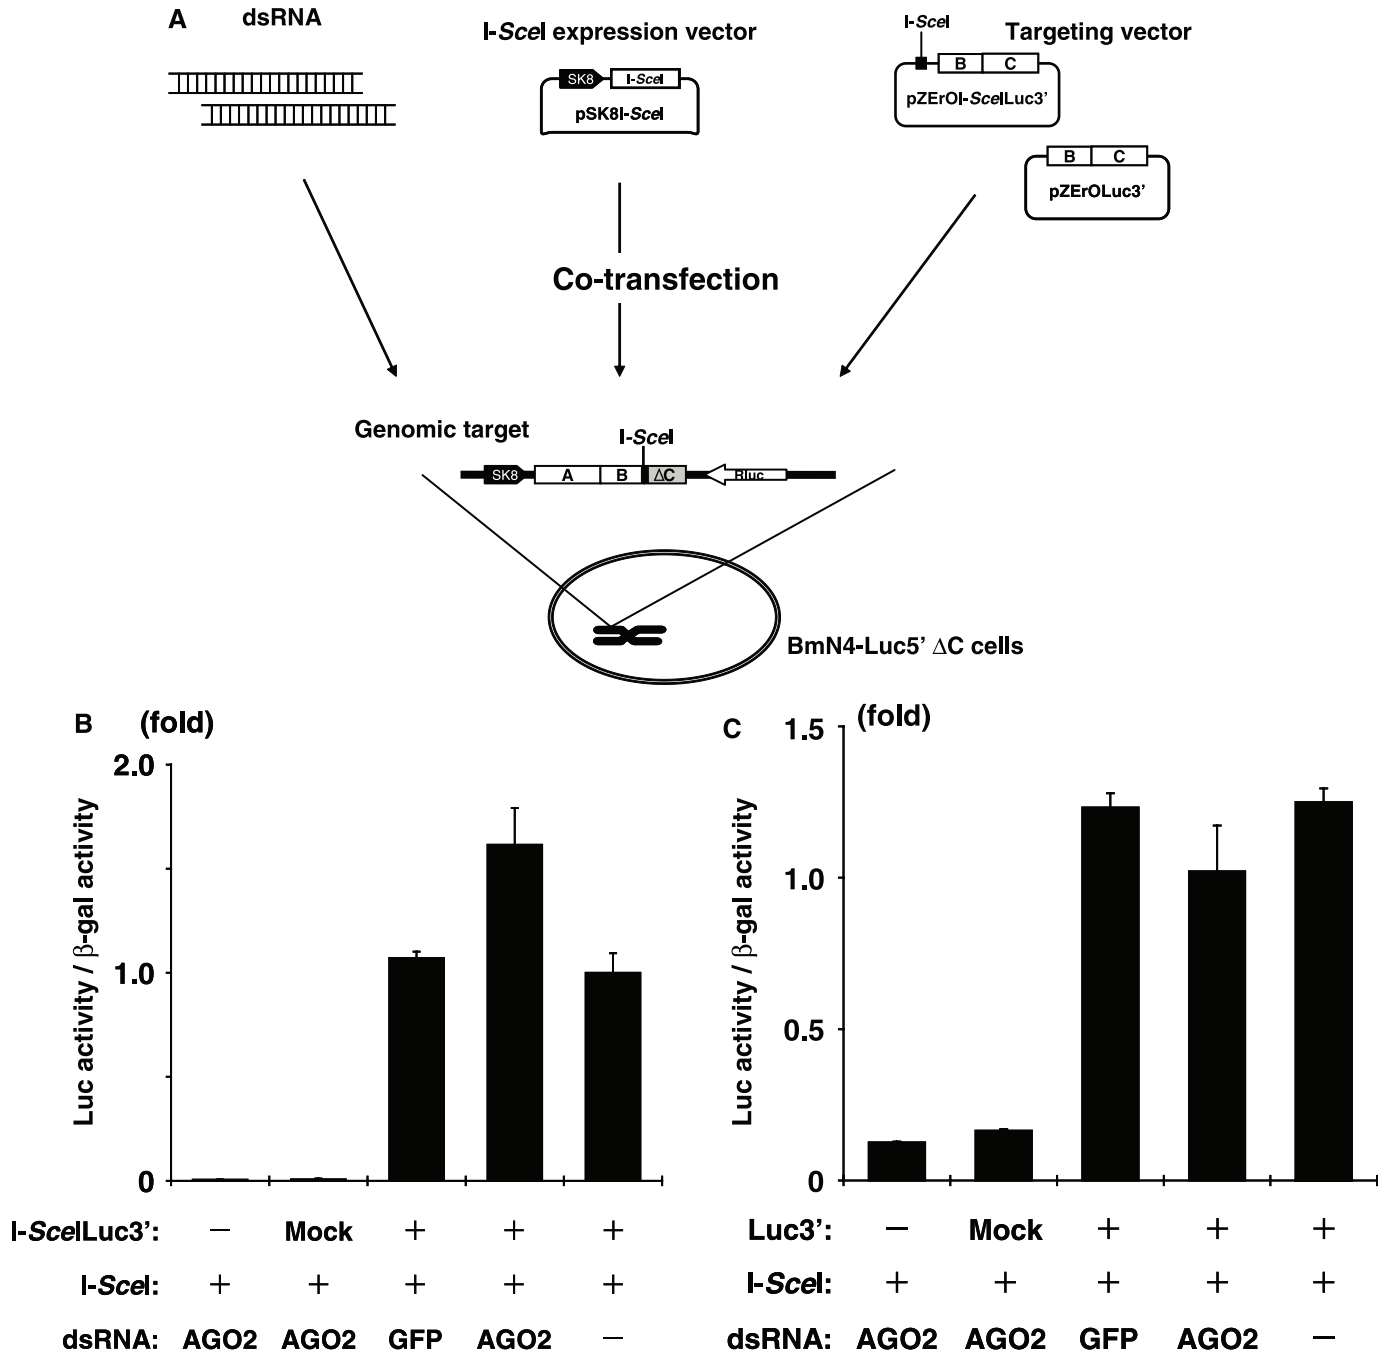 A dsRNA
I-SceI expression vector
I-SceI
Targeting vector
SK8 I-SceI
pSK8I-SceI
B C
pZErOI-SceILuc3’
B C
pZErOLuc3’
Co-transfection
Genomic target
I-SceI
SK8 A B ΔC Rluc
BmN4-Luc5’ ΔC cells
B (fold)
Luc activity / β-gal activity
2.0
1.0
0
I-SceILuc3’: – Mock + + +
I-SceI: + + + + +
dsRNA: AGO2 AGO2 GFP AGO2 –
C (fold)
Luc activity / β-gal activity
1.5
1.0
0.5
0
Luc3’: – Mock + + +
I-SceI: + + + + +
dsRNA: AGO2 AGO2 GFP AGO2 –